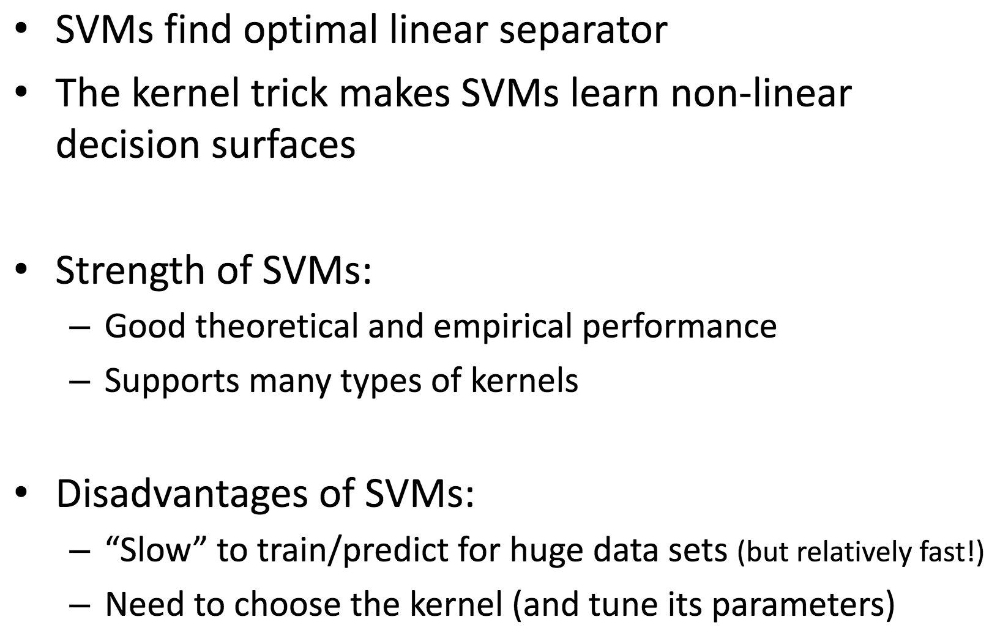 • SVMs find optimal linear separator
• The kernel trick makes SVMs learn non-linear
decision surfaces
• Strength of SVMs:
– Good theoretical and empirical performance
– Supports many types of kernels
• Disadvantages of SVMs:
– “Slow” to train/predict for huge data sets (but relatively fast!)
– Need to choose the kernel (and tune its parameters)